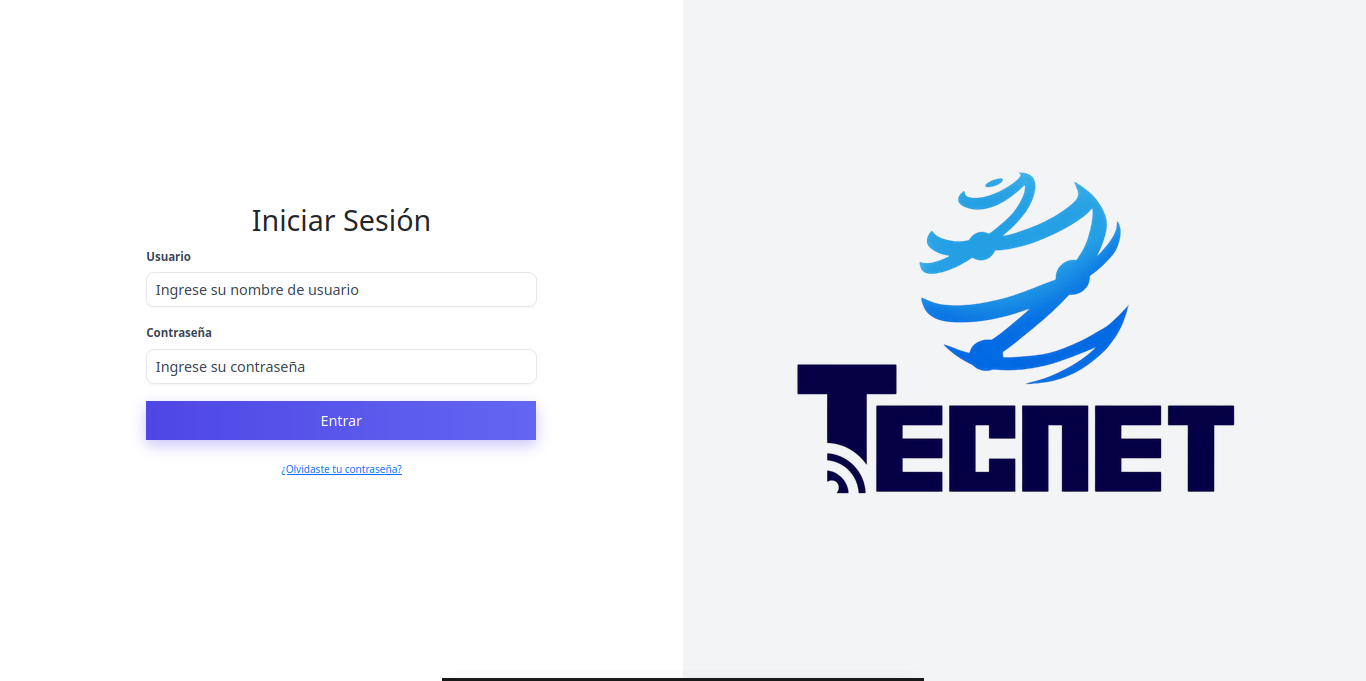 Iniciar Sesión
Usuario
Ingrese su nombre de usuario
Contraseña
Ingrese su contraseña
Entrar
¿Olvidaste tu contraseña?
TECNET